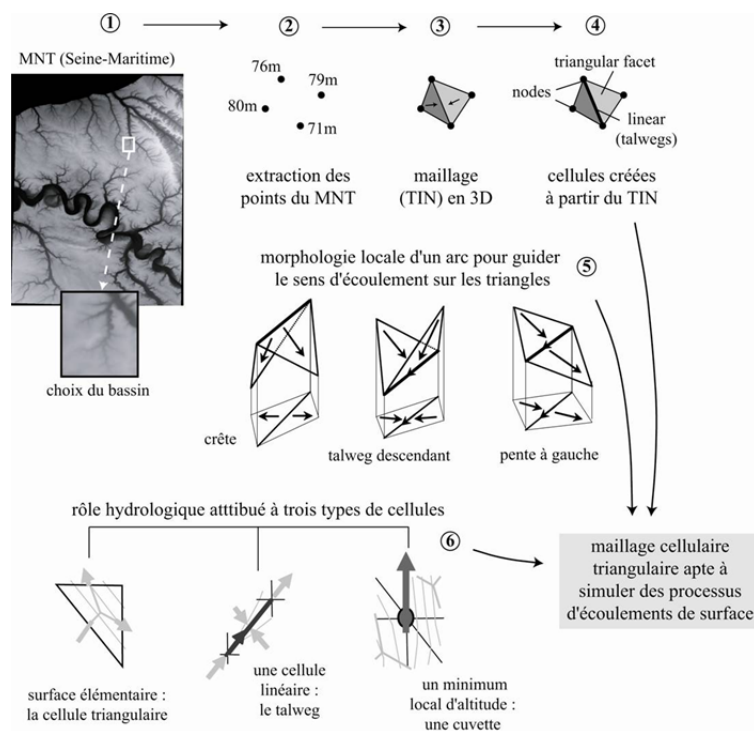 ①
②
③
④
MNT (Seine-Maritime)
76m
79m
80m
71m
triangular facet
nodes
linear
(talwegs)
extraction des
points du MNT
maillage
(TIN) en 3D
cellules créées
à partir du TIN
morphologie locale d'un arc pour guider
le sens d'écoulement sur les triangles
⑤
choix du bassin
crête
talweg descendant
pente à gauche
rôle hydrologique atttibué à trois types de cellules
⑥
maillage cellulaire
triangulaire apte à
simuler des processus
d'écoulements de surface
surface élémentaire :
la cellule triangulaire
une cellule
linéaire :
le talweg
un minimum
local d'altitude :
une cuvette